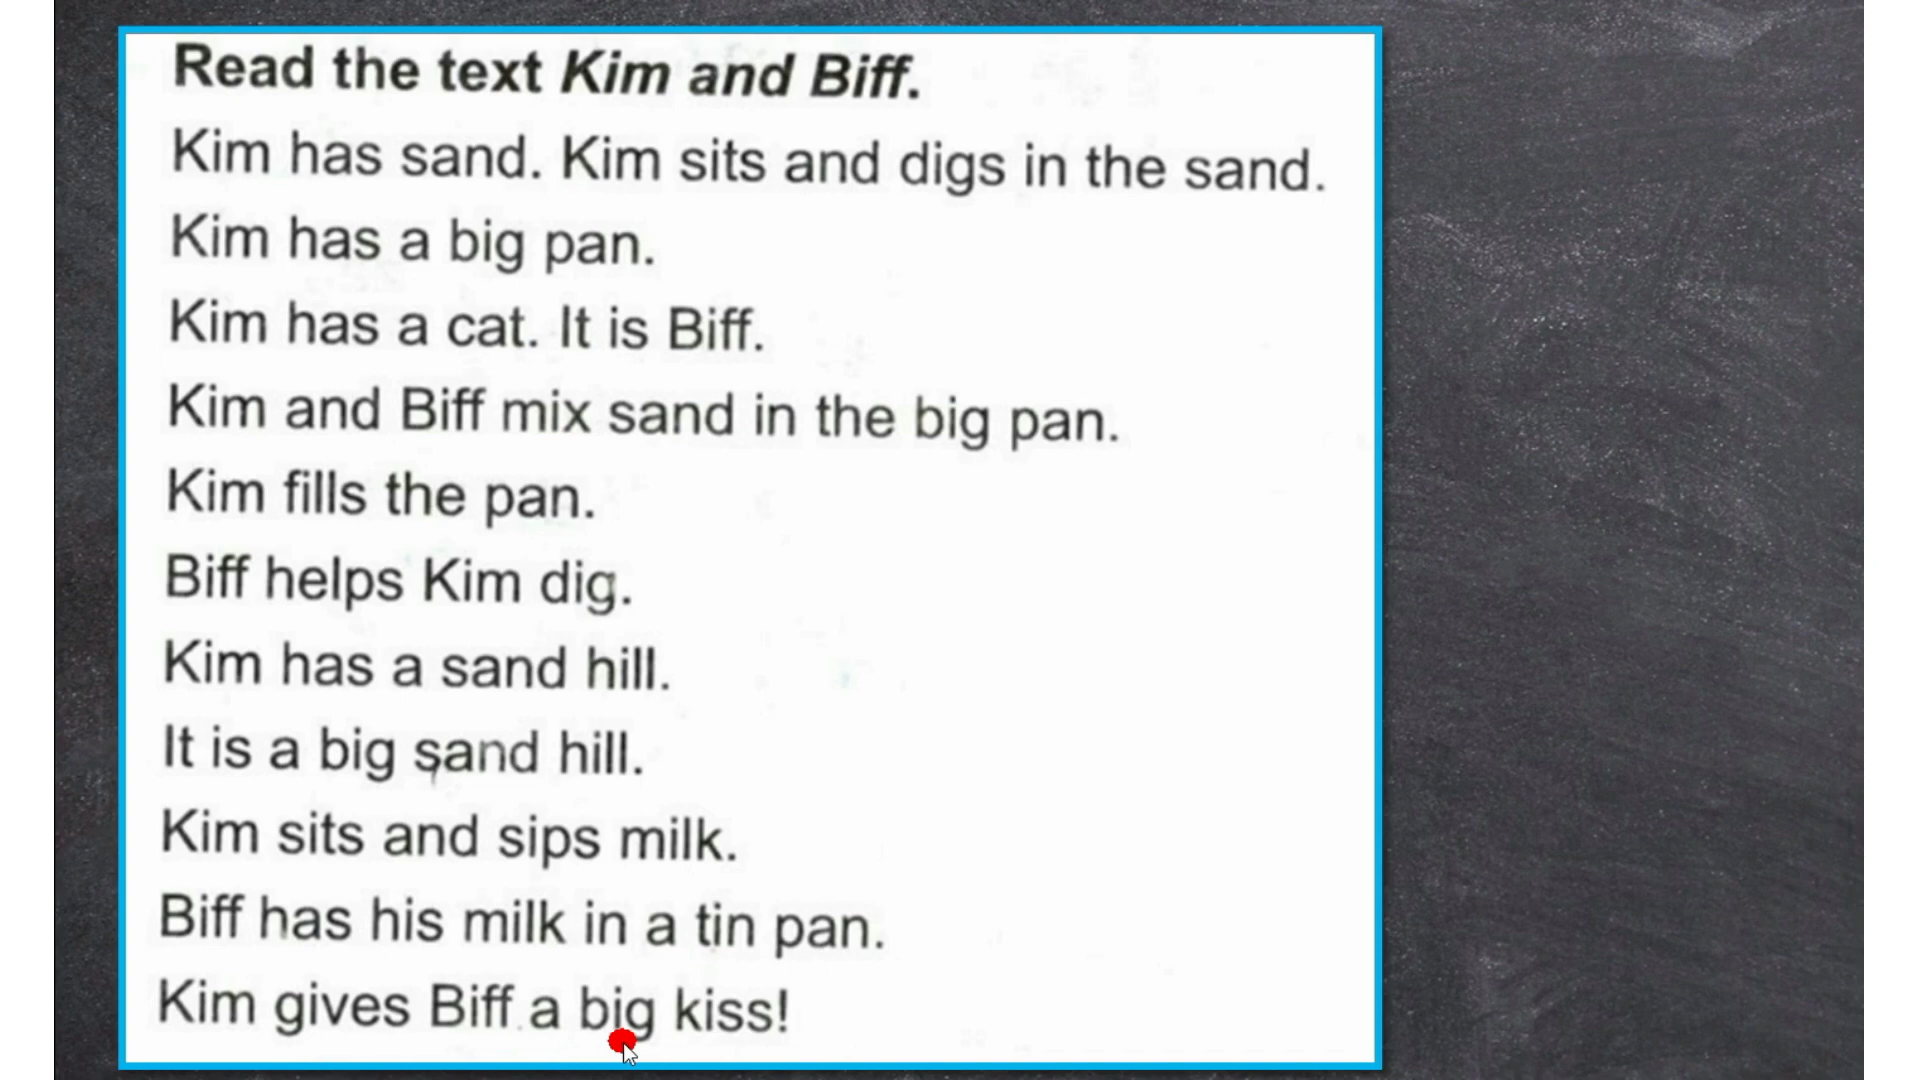 Read the text Kim and Biff.
Kim has sand. Kim sits and digs in the sand.
Kim has a big pan.
Kim has a cat. It is Biff.
Kim and Biff mix sand in the big pan.
Kim fills the pan.
Biff helps Kim dig.
Kim has a sand hill.
It is a big sand hill.
Kim sits and sips milk.
Biff has his milk in a tin pan.
Kim gives Biff a big kiss!